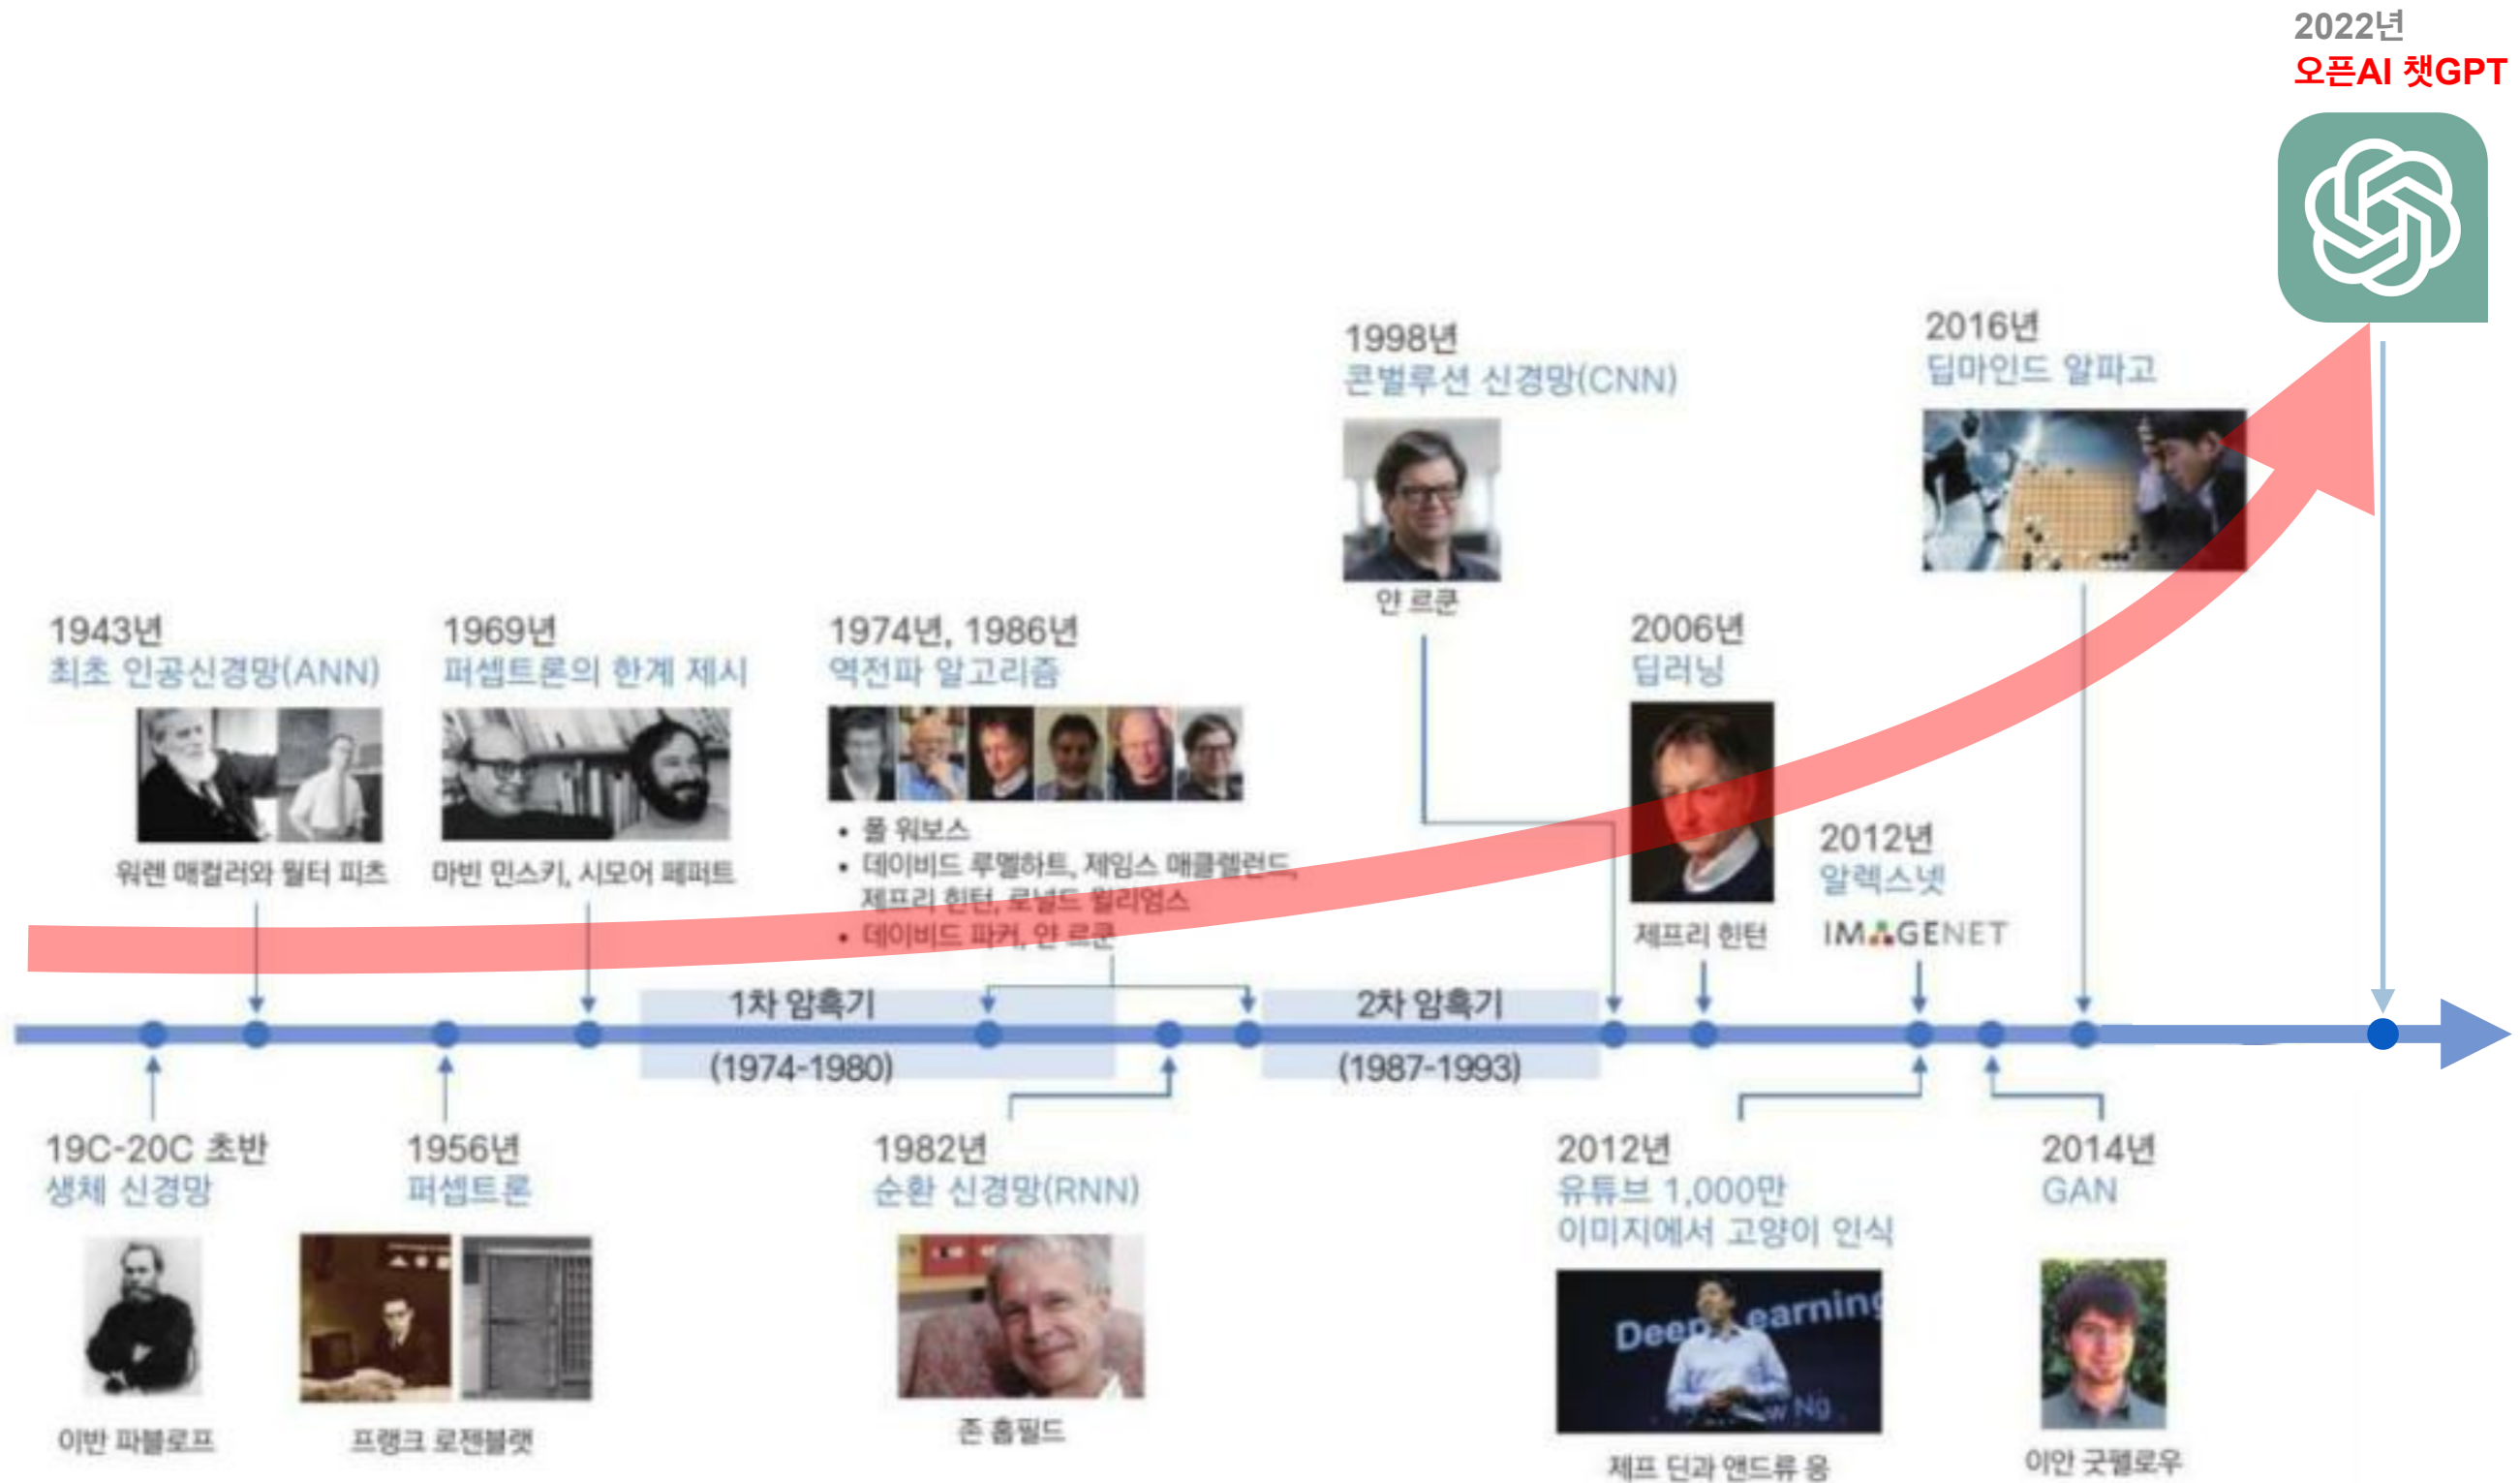 2022년
오픈AI 챗GPT
1998년
콘벌루션 신경망(CNN)
얀 르쿤
2016년
딥마인드 알파고
1943년
최초 인공신경망(ANN)
워렌 매컬러와 월터 피츠
1969년
퍼셉트론의 한계 제시
마빈 민스키, 시모어 페퍼트
1974년, 1986년
역전파 알고리즘
• 폴 워보스
• 데이비드 루멜하트, 제임스 매클렐런드,
제프리 힌턴, 로널드 윌리엄스
• 데이비드 파커, 얀 르쿤
2006년
딥러닝
제프리 힌턴
2012년
알렉스넷
IMAGENET
1차 암흑기
(1974-1980)
2차 암흑기
(1987-1993)
19C-20C 초반
생체 신경망
이반 파블로프
1956년
퍼셉트론
프랭크 로젠블랫
1982년
순환 신경망(RNN)
존 홉필드
2012년
유튜브 1,000만
이미지에서 고양이 인식
Deep Learning
Ng
제프 딘과 앤드류 응
2014년
GAN
이안 굿펠로우